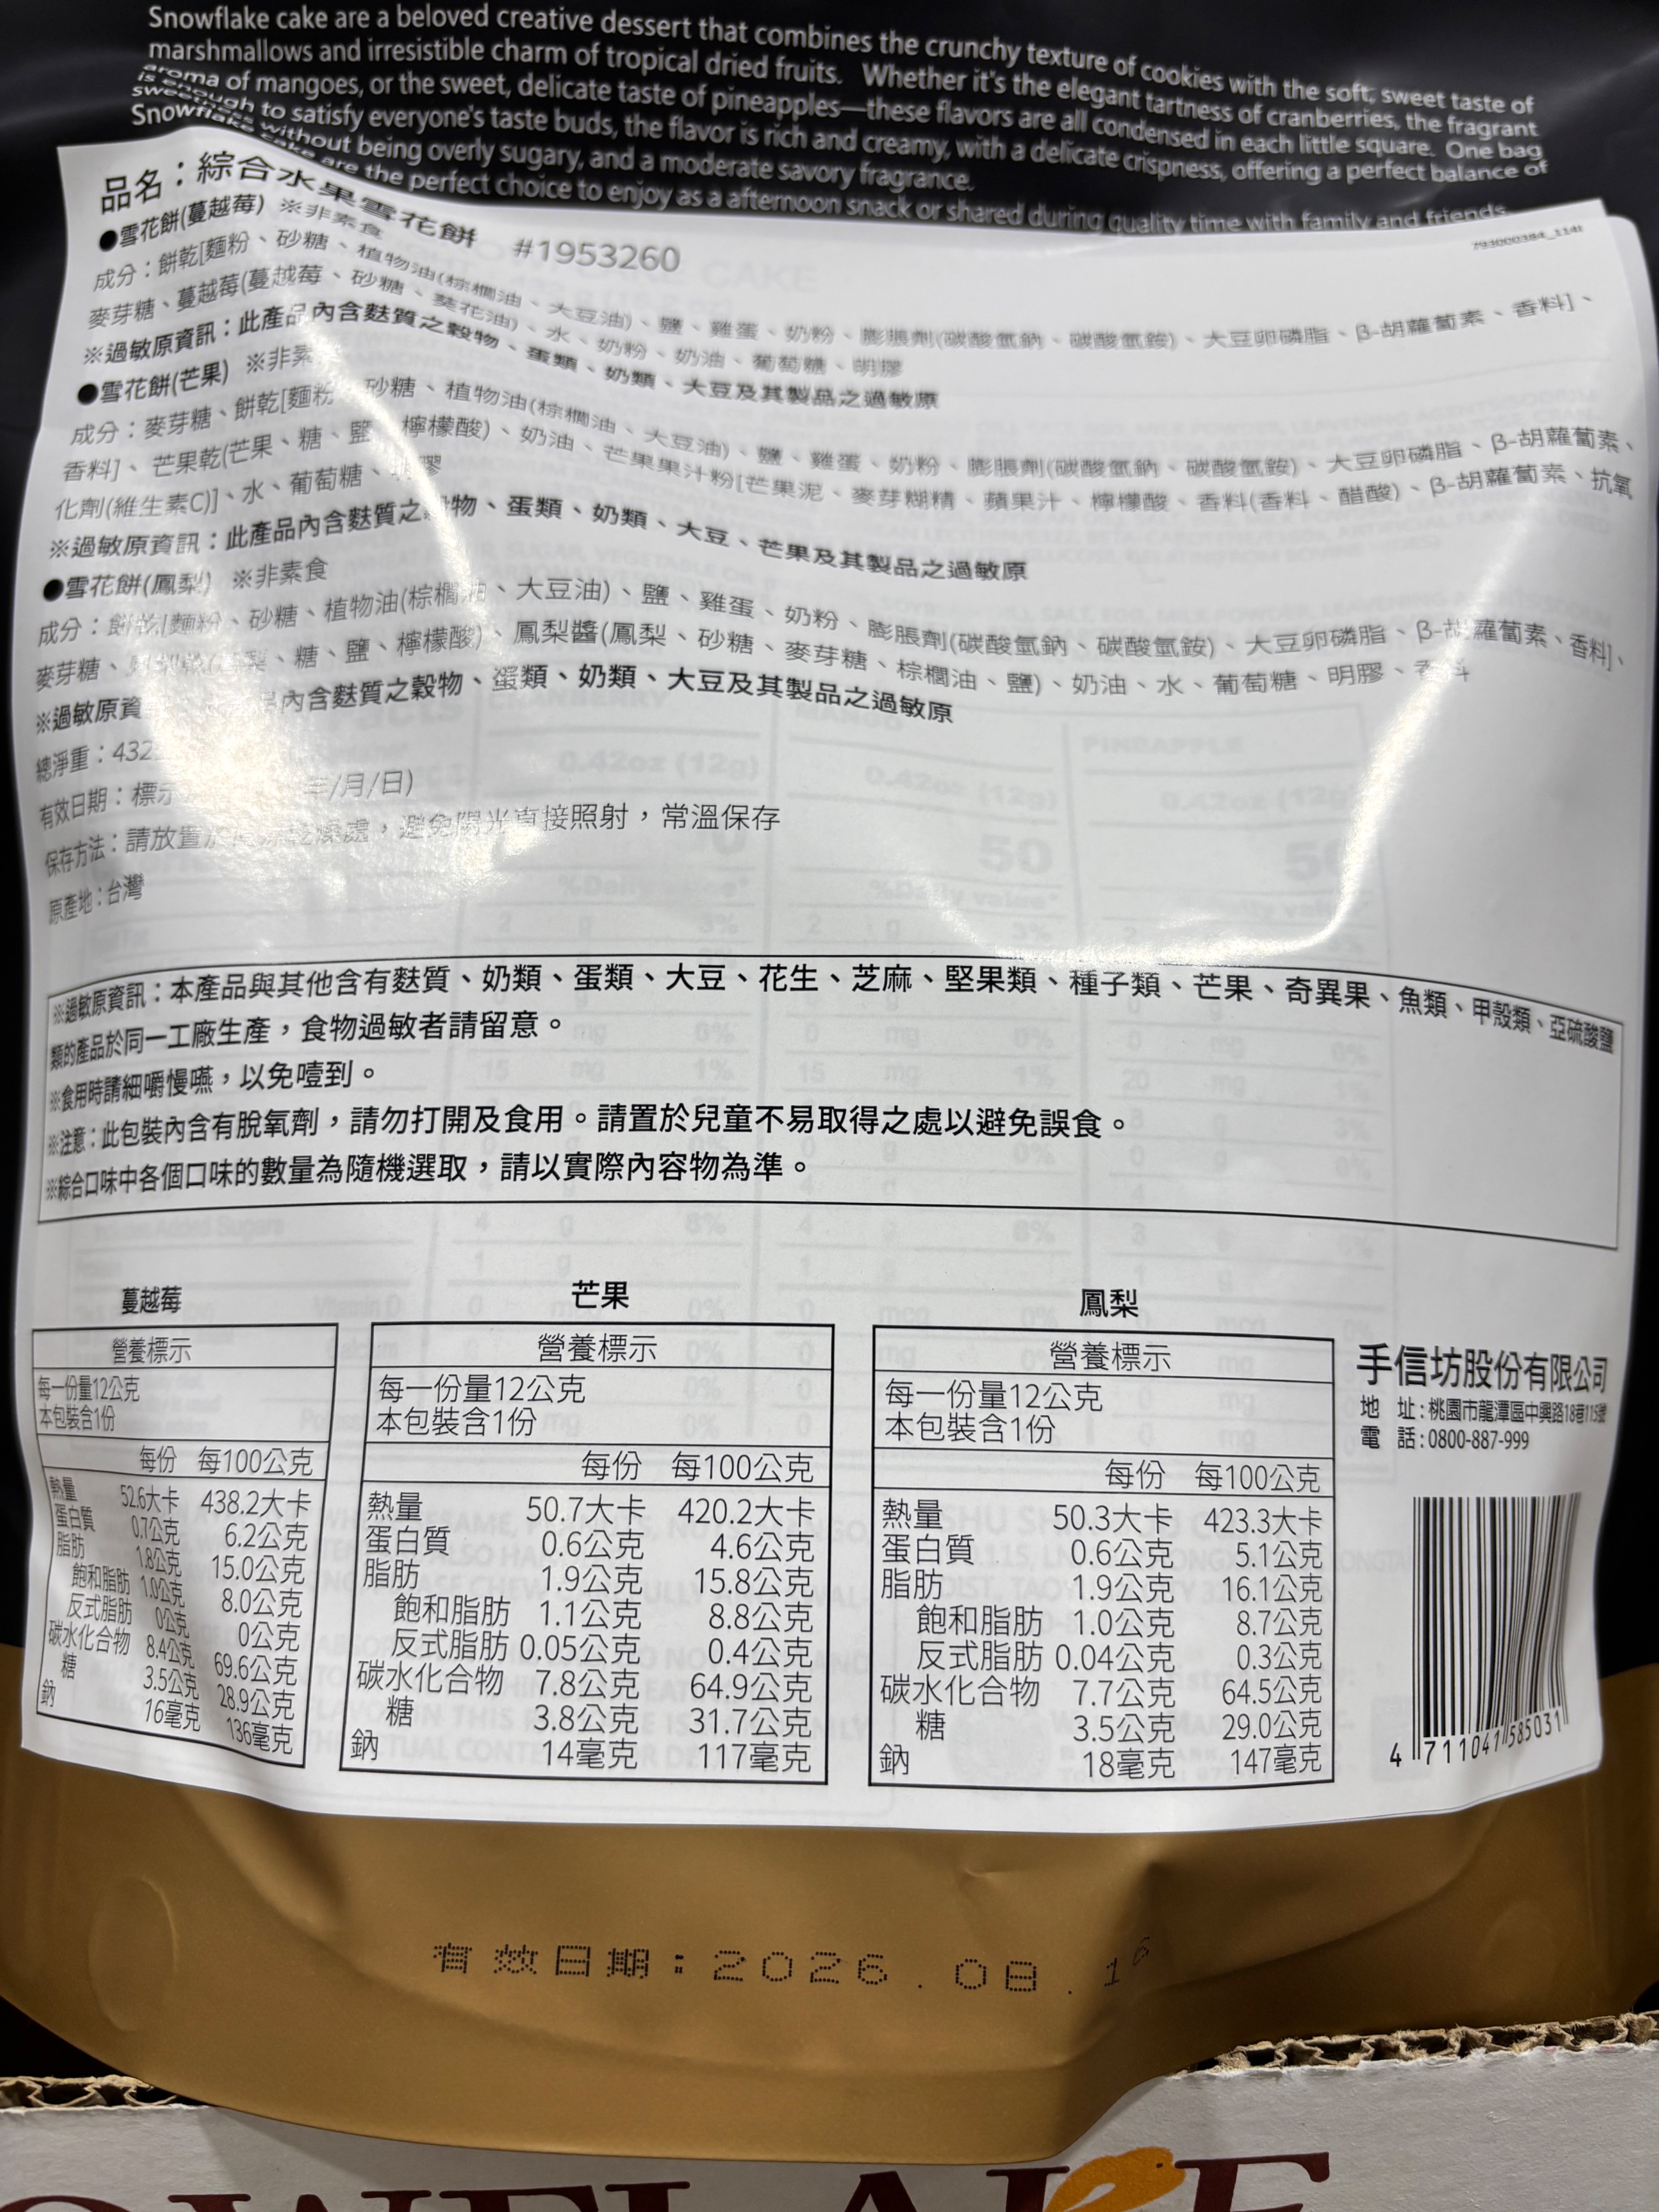 Snowflake cake are a beloved creative dessert that combines the crunchy texture of cookies with the soft, sweet taste of
marshmallows and irresistible charm of tropical dried fruits. Whether it's the elegant tartness of cranberries, the fragrant
aroma of mangoes, or the sweet, delicate taste of pineapples—these flavors are all condensed in each little square. One bag
is enough to satisfy everyone's taste buds, the flavor is rich and creamy, with a delicate crispness, offering a perfect balance of
sweetness without being overly sugary, and a moderate savory fragrance.
Snowflake cake are the perfect choice to enjoy as a afternoon snack or shared during quality time with family and friends.
793000384_1141
品名：綜合水果雪花餅 #1953260
●雪花餅(蔓越莓) ※非素食
成分：餅乾[麵粉、砂糖、植物油(棕櫚油、大豆油)、鹽、雞蛋、奶粉、膨脹劑(碳酸氫鈉、碳酸氫銨)、大豆卵磷脂、β-胡蘿蔔素、香料]、
麥芽糖、蔓越莓(蔓越莓、砂糖、葵花油)、水、奶粉、奶油、葡萄糖、明膠
※過敏原資訊：此產品內含麩質之穀物、蛋類、奶類、大豆及其製品之過敏原
●雪花餅(芒果) ※非素
成分：麥芽糖、餅乾[麵粉、砂糖、植物油(棕櫚油、大豆油)、鹽、雞蛋、奶粉、膨脹劑(碳酸氫鈉、碳酸氫銨)、大豆卵磷脂、β-胡蘿蔔素、
香料]、芒果乾(芒果、糖、鹽、檸檬酸)、奶油、芒果果汁粉[芒果泥、麥芽糊精、蘋果汁、檸檬酸、香料(香料、醋酸)、β-胡蘿蔔素、抗氧
化劑(維生素C)]、水、葡萄糖、明膠
※過敏原資訊：此產品內含麩質之穀物、蛋類、奶類、大豆、芒果及其製品之過敏原
●雪花餅(鳳梨) ※非素食
成分：餅乾[麵粉、砂糖、植物油(棕櫚油、大豆油)、鹽、雞蛋、奶粉、膨脹劑(碳酸氫鈉、碳酸氫銨)、大豆卵磷脂、β-胡蘿蔔素、香料]、
麥芽糖、鳳梨、糖、鹽、檸檬酸)、鳳梨醬(鳳梨、砂糖、麥芽糖、棕櫚油、鹽)、奶油、水、葡萄糖、明膠、香料
※過敏原資 內含麩質之穀物、蛋類、奶類、大豆及其製品之過敏原
總淨重：432
有效日期：標示 年/月/日)
保存方法：請放置於 乾燥處，避免陽光直接照射，常溫保存
原產地：台灣
※過敏原資訊：本產品與其他含有麩質、奶類、蛋類、大豆、花生、芝麻、堅果類、種子類、芒果、奇異果、魚類、甲殼類、亞硫酸鹽
類的產品於同一工廠生產，食物過敏者請留意。
※食用時請細嚼慢嚥，以免噎到。
※注意：此包裝內含有脫氧劑，請勿打開及食用。請置於兒童不易取得之處以避免誤食。
※綜合口味中各個口味的數量為隨機選取，請以實際內容物為準。
蔓越莓
營養標示
每一份量12公克
本包裝含1份
每份 每100公克
熱量 52.6大卡 438.2大卡
蛋白質 0.7公克 6.2公克
脂肪 1.8公克 15.0公克
飽和脂肪 1.0公克 8.0公克
反式脂肪 0公克 0公克
碳水化合物 8.4公克 69.6公克
糖 3.5公克 28.9公克
鈉 16毫克 136毫克
芒果
營養標示
每一份量12公克
本包裝含1份
每份 每100公克
熱量 50.7大卡 420.2大卡
蛋白質 0.6公克 4.6公克
脂肪 1.9公克 15.8公克
飽和脂肪 1.1公克 8.8公克
反式脂肪 0.05公克 0.4公克
碳水化合物 7.8公克 64.9公克
糖 3.8公克 31.7公克
鈉 14毫克 117毫克
鳳梨
營養標示
每一份量12公克
本包裝含1份
每份 每100公克
熱量 50.3大卡 423.3大卡
蛋白質 0.6公克 5.1公克
脂肪 1.9公克 16.1公克
飽和脂肪 1.0公克 8.7公克
反式脂肪 0.04公克 0.3公克
碳水化合物 7.7公克 64.5公克
糖 3.5公克 29.0公克
鈉 18毫克 147毫克
手信坊股份有限公司
地 址：桃園市龍潭區中興路18巷115號
電 話：0800-887-999
4 711041 585031
有效日期：2026.08.16